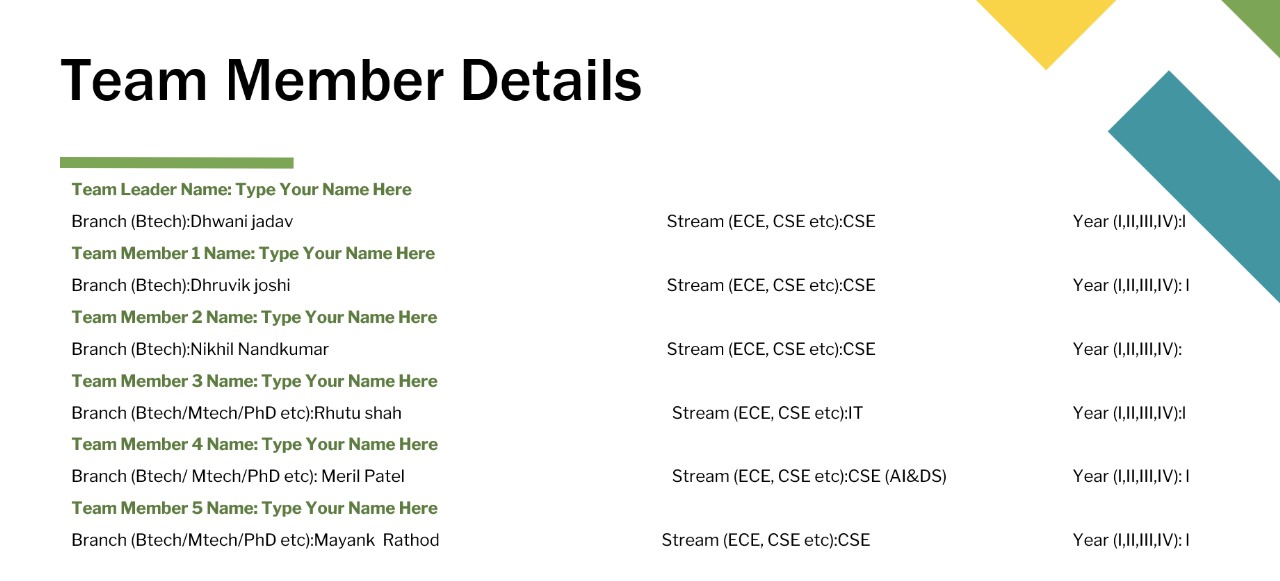 Team Member Details
Team Leader Name: Type Your Name Here
Branch (Btech):Dhwani jadav Stream (ECE, CSE etc):CSE Year (I,II,III,IV):I
Team Member 1 Name: Type Your Name Here
Branch (Btech):Dhruvik joshi Stream (ECE, CSE etc):CSE Year (I,II,III,IV): I
Team Member 2 Name: Type Your Name Here
Branch (Btech):Nikhil Nandkumar Stream (ECE, CSE etc):CSE Year (I,II,III,IV):
Team Member 3 Name: Type Your Name Here
Branch (Btech/Mtech/PhD etc):Rhutu shah Stream (ECE, CSE etc):IT Year (I,II,III,IV):I
Team Member 4 Name: Type Your Name Here
Branch (Btech/ Mtech/PhD etc): Meril Patel Stream (ECE, CSE etc):CSE (AI&DS) Year (I,II,III,IV): I
Team Member 5 Name: Type Your Name Here
Branch (Btech/Mtech/PhD etc):Mayank  Rathod Stream (ECE, CSE etc):CSE Year (I,II,III,IV): I